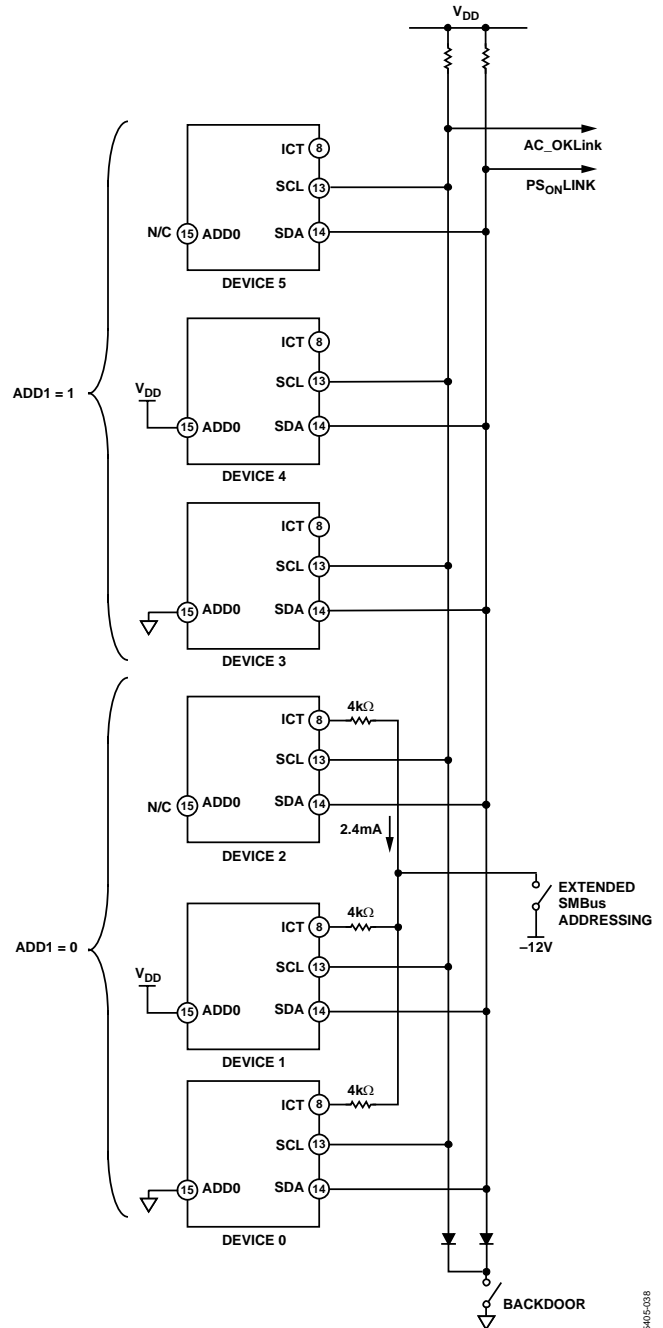 VDD
AC_OKLink
PSONLINK
ICT 8
SCL 13
N/C 15 ADD0 SDA 14
DEVICE 5
ADD1 = 1
ICT 8
SCL 13
VDD
15 ADD0 SDA 14
DEVICE 4
ICT 8
SCL 13
15 ADD0 SDA 14
DEVICE 3
4kΩ
ICT 8
SCL 13
N/C 15 ADD0 SDA 14
2.4mA
DEVICE 2
EXTENDED
SMBus
ADDRESSING
–12V
ADD1 = 0
4kΩ
ICT 8
SCL 13
VDD
15 ADD0 SDA 14
DEVICE 1
4kΩ
ICT 8
SCL 13
15 ADD0 SDA 14
DEVICE 0
BACKDOOR